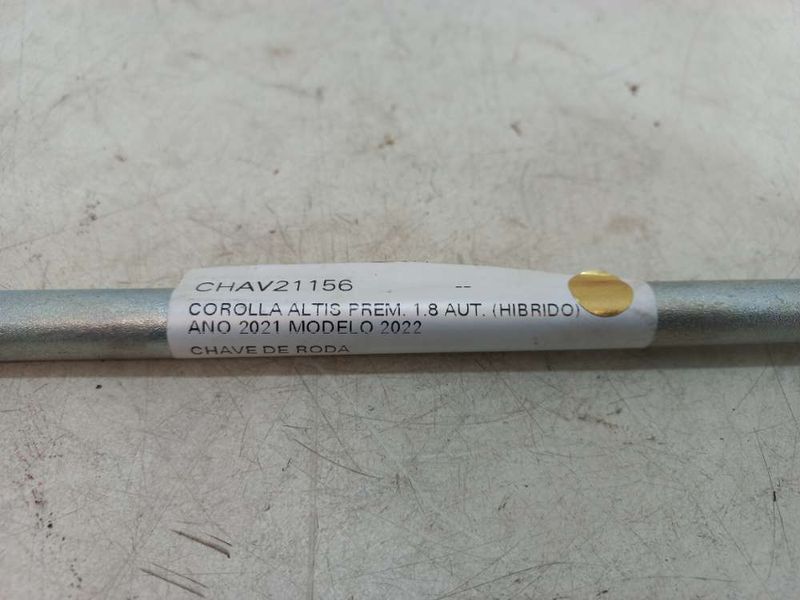 CHAV21156 --
COROLLA ALTIS PREM. 1.8 AUT. (HIBRIDO)
ANO 2021 MODELO 2022
CHAVE DE RODA